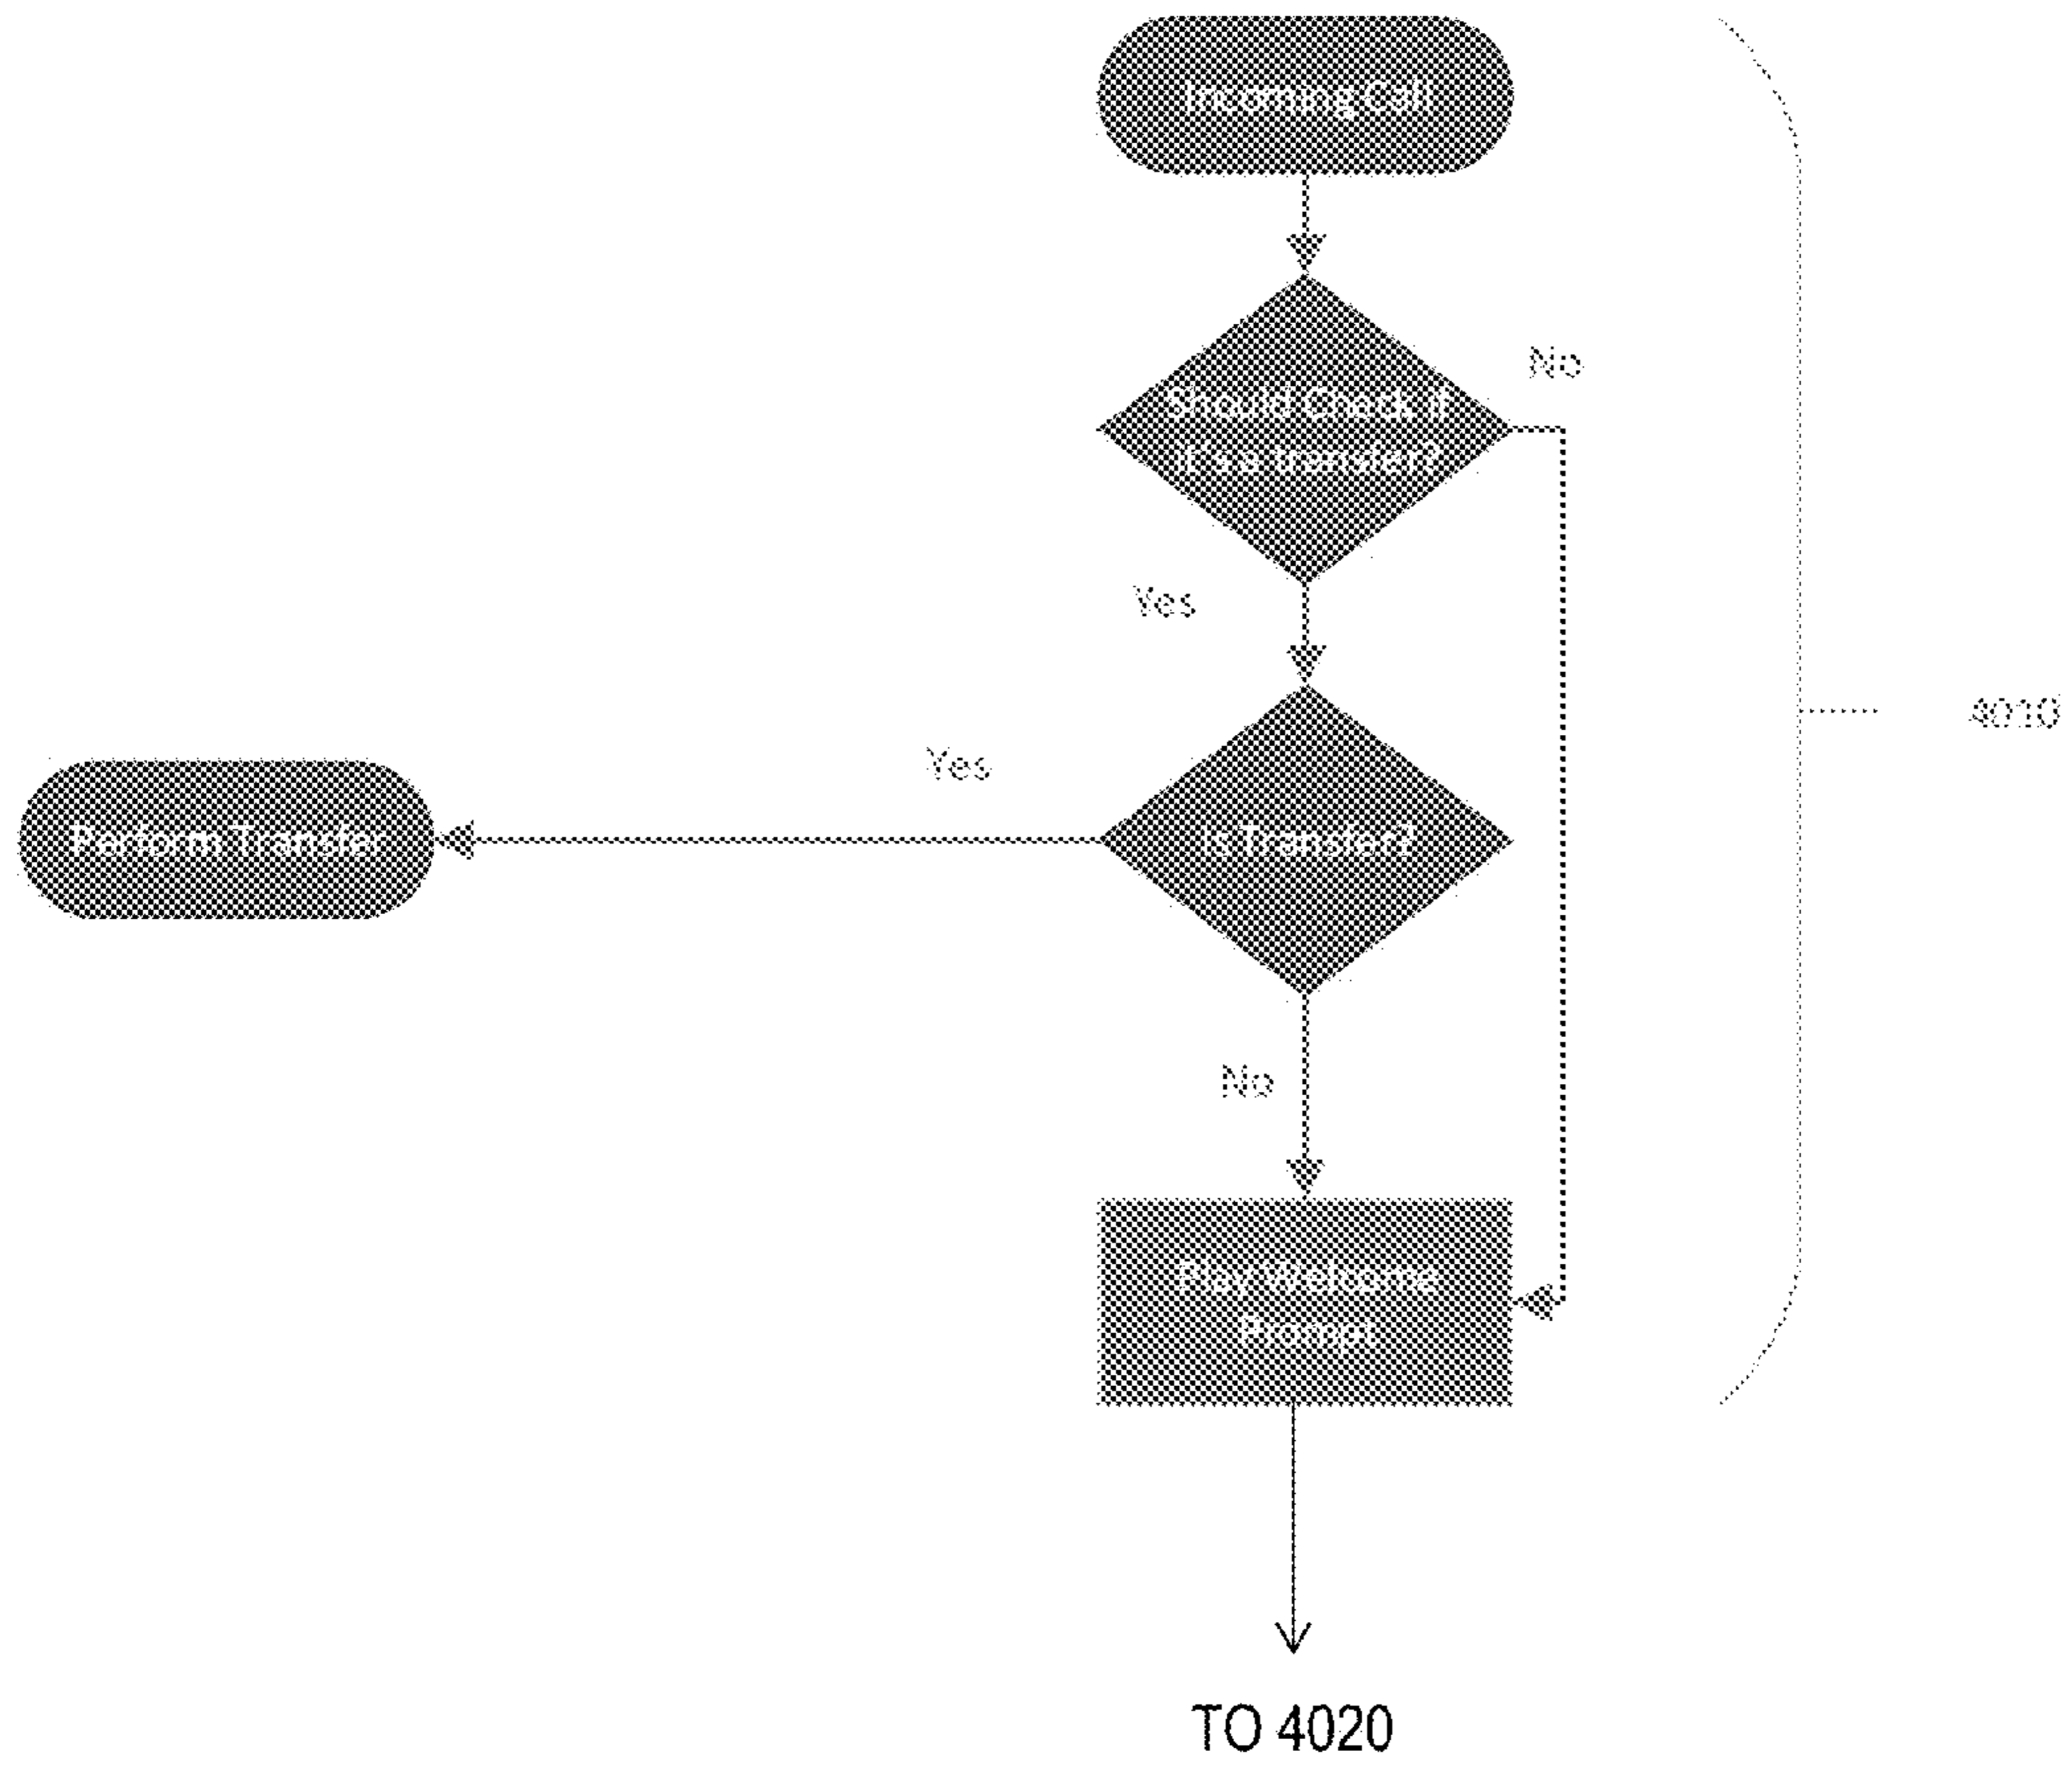 Incoming Call
No
Should Check if
it's a transfer?
Yes
4010
Yes
Perform Transfer
Is Transfer?
No
Play Welcome
Prompt
TO 4020